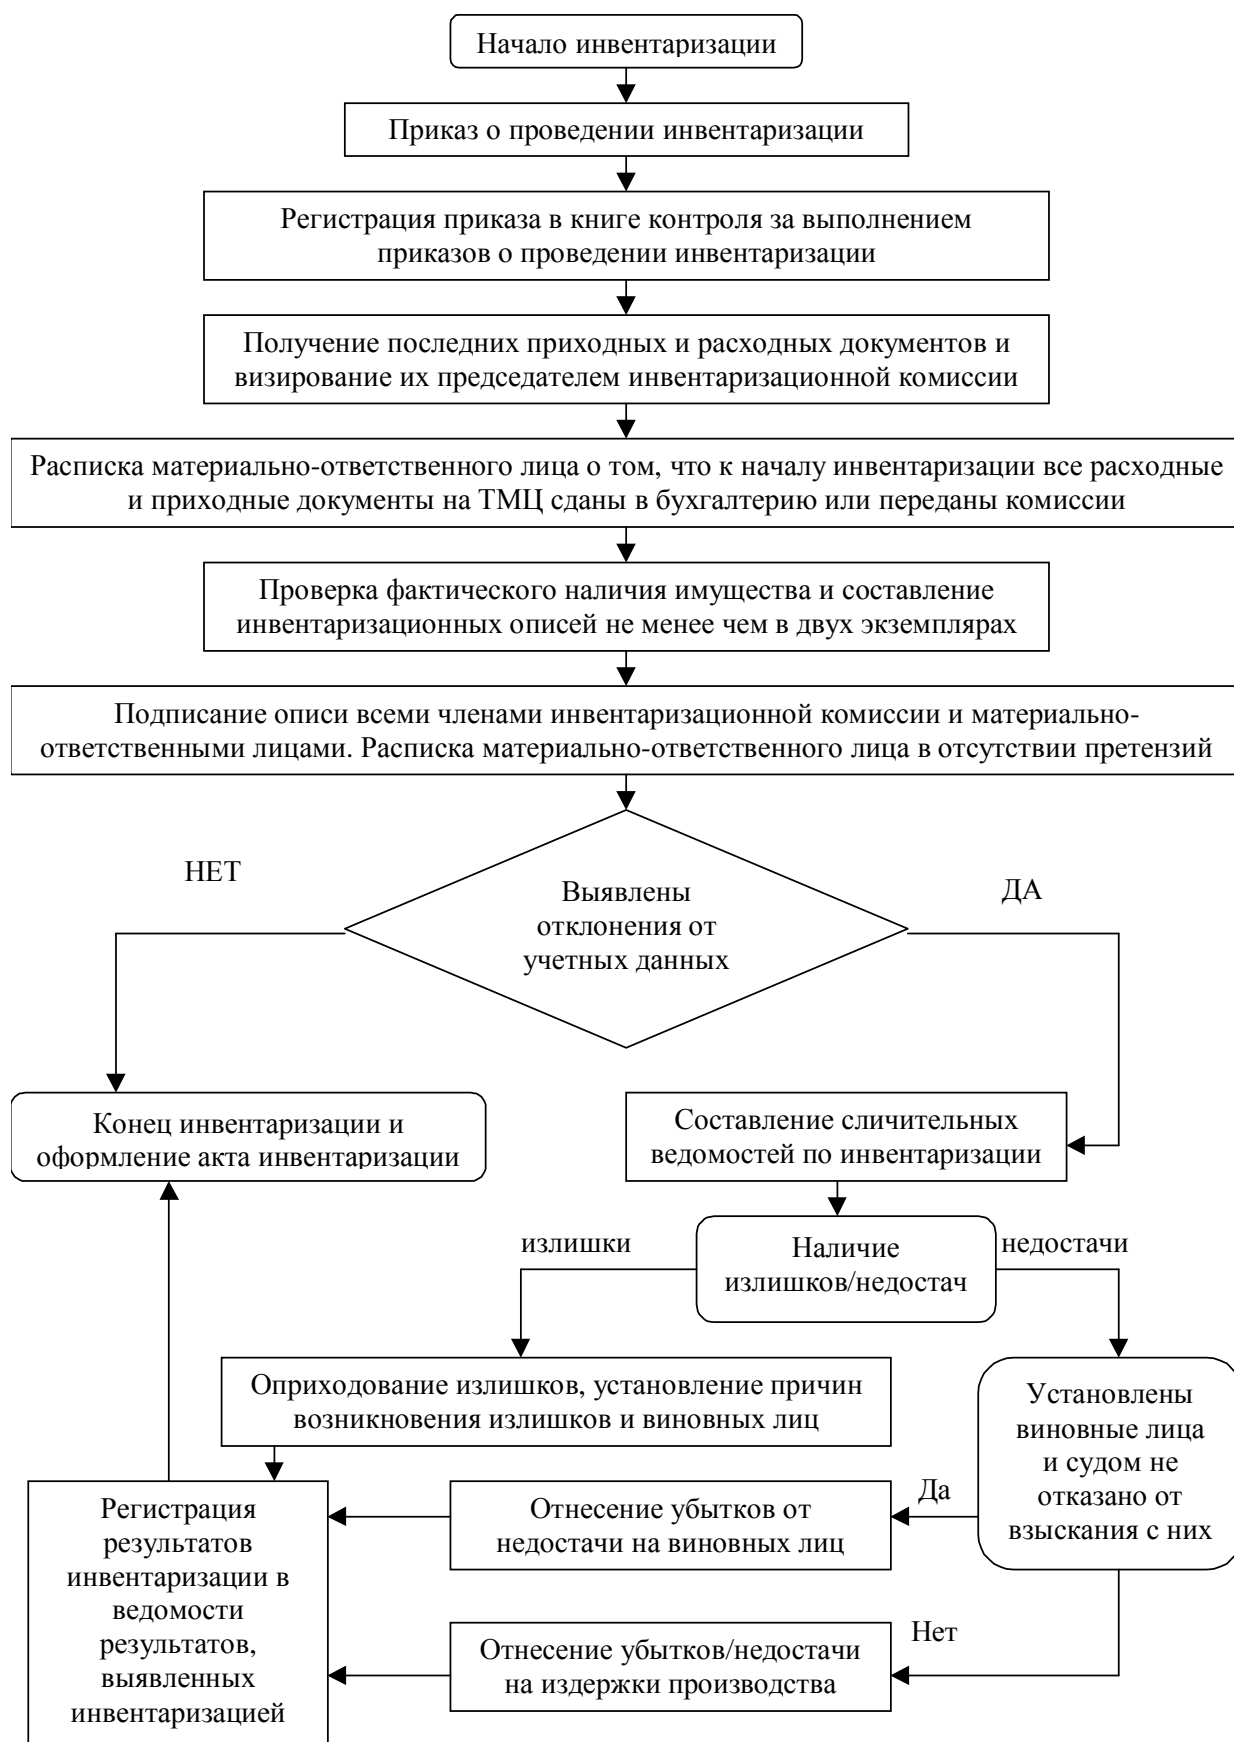 Начало инвентаризации
Приказ о проведении инвентаризации
Регистрация приказа в книге контроля за выполнением
приказов о проведении инвентаризации
Получение последних приходных и расходных документов и
визирование их председателем инвентаризационной комиссии
Расписка материально-ответственного лица о том, что к началу инвентаризации все расходные
и приходные документы на ТМЦ сданы в бухгалтерию или переданы комиссии
Проверка фактического наличия имущества и составление
инвентаризационных описей не менее чем в двух экземплярах
Подписание описи всеми членами инвентаризационной комиссии и материально-
ответственными лицами. Расписка материально-ответственного лица в отсутствии претензий
НЕТ
Выявлены
отклонения от
учетных данных
ДА
Конец инвентаризации и
оформление акта инвентаризации
Составление сличительных
ведомостей по инвентаризации
излишки
Наличие
излишков/недостач
недостачи
Оприходование излишков, установление причин
возникновения излишков и виновных лиц
Установлены
виновные лица
и судом не
отказано от
взыскания с них
Да
Отнесение убытков от
недостачи на виновных лиц
Регистрация
результатов
инвентаризации в
ведомости
результатов,
выявленных
инвентаризацией
Нет
Отнесение убытков/недостачи
на издержки производства